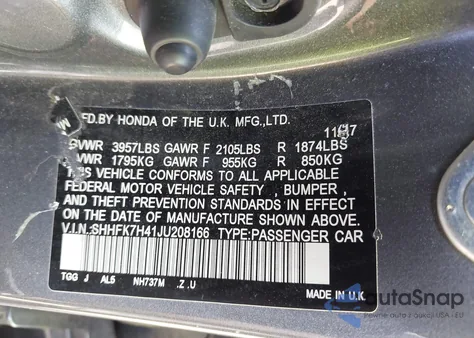 MFD.BY HONDA OF THE U.K. MFG.,LTD.
11/17
GVWR 3957LBS GAWR F 2105LBS R 1874LBS
GVWR 1795KG GAWR F 955KG R 850KG
THIS VEHICLE CONFORMS TO ALL APPLICABLE
FEDERAL MOTOR VEHICLE SAFETY , BUMPER ,
AND THEFT PREVENTION STANDARDS IN EFFECT
ON THE DATE OF MANUFACTURE SHOWN ABOVE.
V.I.N.:SHHFK7H41JU208166 TYPE:PASSENGER CAR
TGG J AL5 NH737M .Z .U
MADE IN U.K.
autoSnap